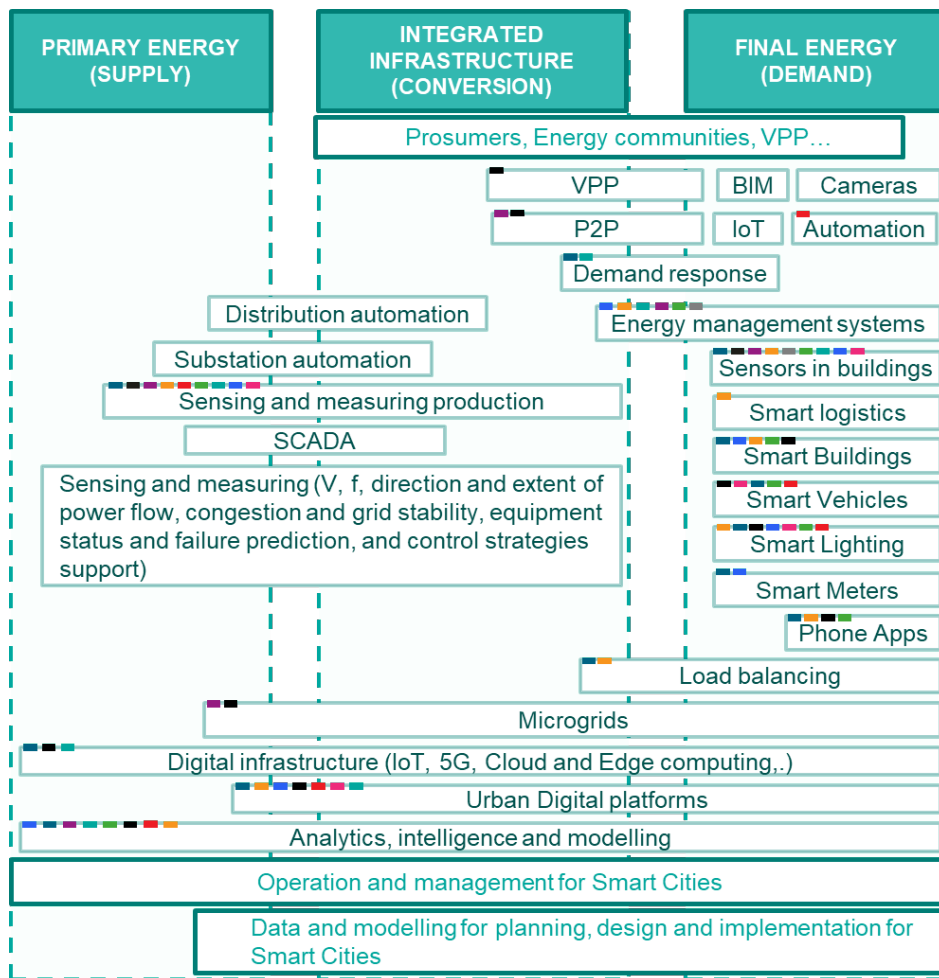 PRIMARY ENERGY
(SUPPLY)
INTEGRATED
INFRASTRUCTURE
(CONVERSION)
FINAL ENERGY
(DEMAND)
Prosumers, Energy communities, VPP…
VPP
BIM
Cameras
P2P
IoT
Automation
Demand response
Distribution automation
Energy management systems
Substation automation
Sensors in buildings
Sensing and measuring production
Smart logistics
SCADA
Smart Buildings
Sensing and measuring (V, f, direction and extent of
power flow, congestion and grid stability, equipment
status and failure prediction, and control strategies
support)
Smart Vehicles
Smart Lighting
Smart Meters
Phone Apps
Load balancing
Microgrids
Digital infrastructure (IoT, 5G, Cloud and Edge computing,.)
Urban Digital platforms
Analytics, intelligence and modelling
Operation and management for Smart Cities
Data and modelling for planning, design and implementation for
Smart Cities